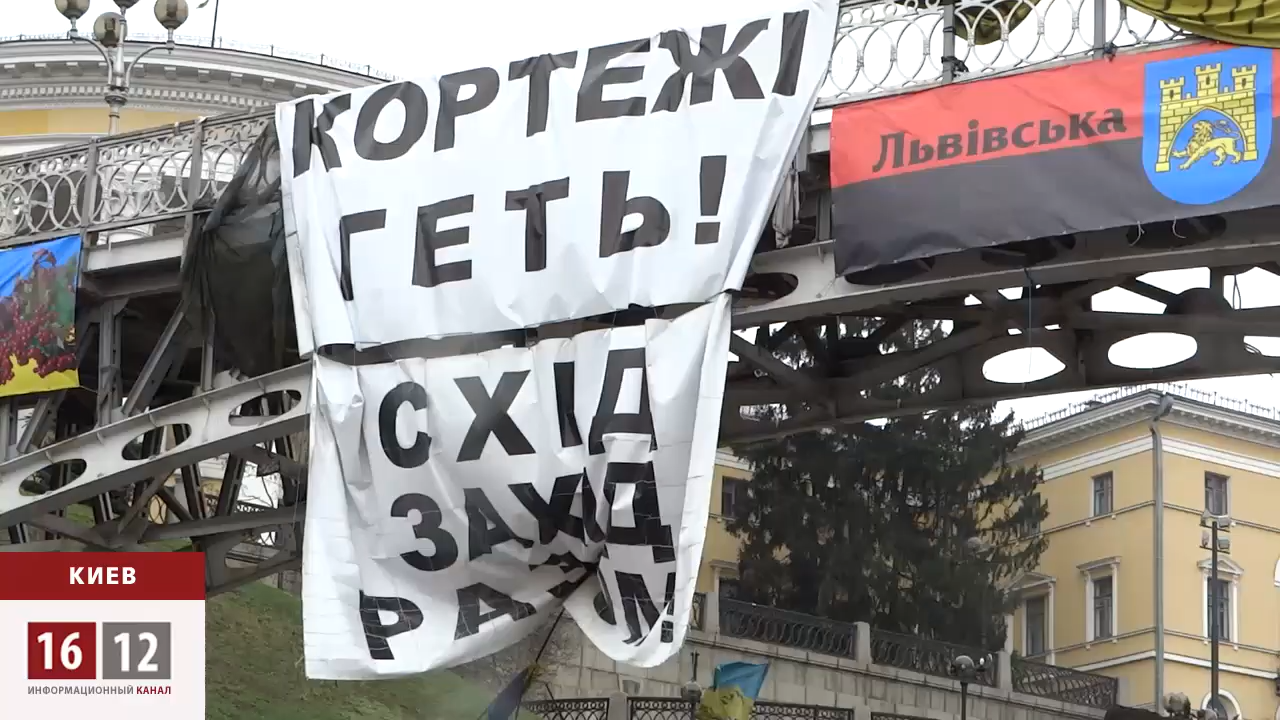 КОРТЕЖІ
ГЕТЬ!
СХІД
ЗАХІД
РАЗОМ
Львівська
КИЕВ
16 12
ИНФОРМАЦИОННЫЙ КАНАЛ